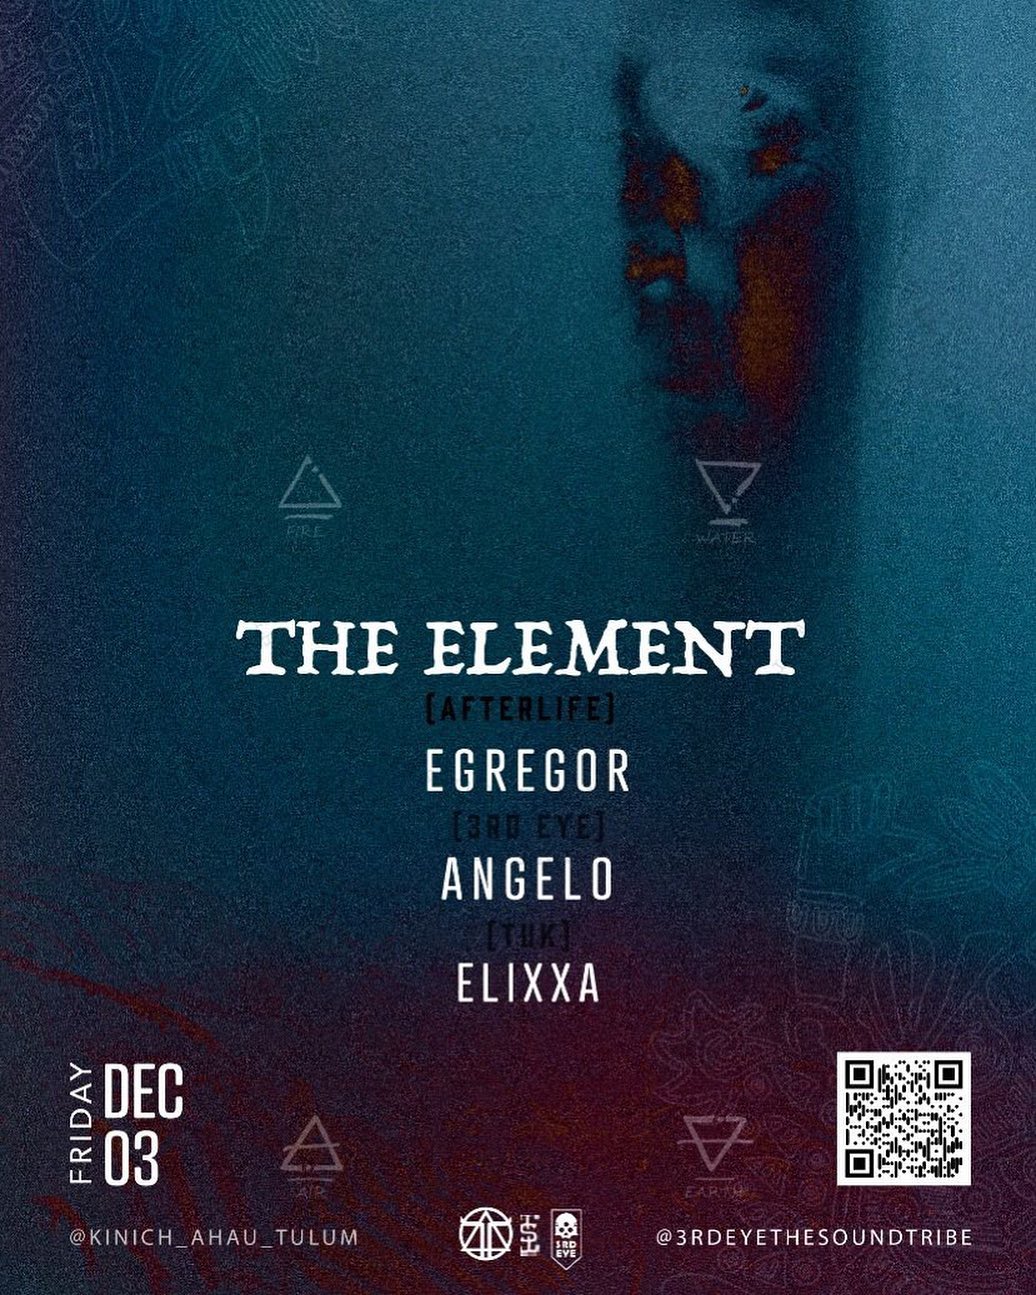 FIRE
WATER
THE ELEMENT
[AFTERLIFE]
EGREGOR
[3RD EYE]
ANGELO
[TUK]
ELIXXA
FRIDAY
DEC
03
AIR
EARTH
@KINICH_AHAU_TULUM
3RD
EYE
@3RDEYETHESOUNDTRIBE